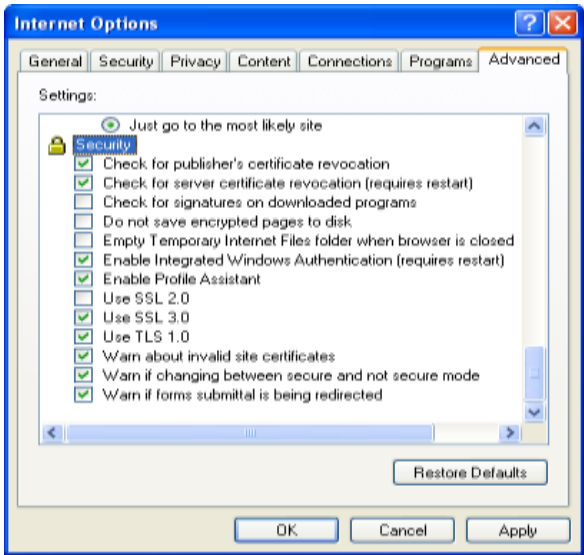 Internet Options
General Security Privacy Content Connections Programs Advanced
Settings:
Just go to the most likely site
Security
Check for publisher's certificate revocation
Check for server certificate revocation (requires restart)
Check for signatures on downloaded programs
Do not save encrypted pages to disk
Empty Temporary Internet Files folder when browser is closed
Enable Integrated Windows Authentication (requires restart)
Enable Profile Assistant
Use SSL 2.0
Use SSL 3.0
Use TLS 1.0
Warn about invalid site certificates
Warn if changing between secure and not secure mode
Warn if forms submittal is being redirected
Restore Defaults
OK Cancel Apply